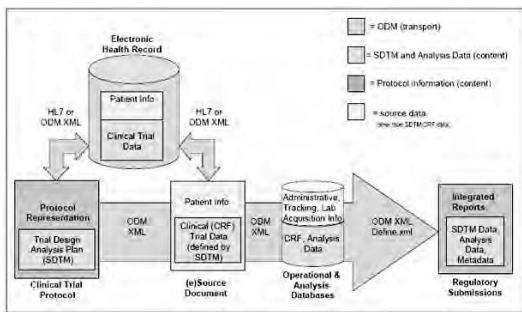 Electronic
Health Record
Patient Info
Clinical Trial
Data
HL7 or
ODM XML
HL7 or
ODM XML
= ODM (transport)
= SDTM and Analysis Data (content)
= Protocol information (content)
= source data
SDTM CRF data)
Protocol
Representation
Trial Design
Analysis Plan
(SDTM)
Clinical Trial
Protocol
ODM
XML
Patient Info
Clinical (CRF)
Trial Data
(defined by
SDTM)
(e)Source
Document
ODM
XML
Administrative,
Tracking, Lab
Acquisition Info
CRF, Analysis
Data
Operational &
Analysis
Databases
ODM XML
Define.xml
Integrated
Reports
SDTM Data,
Analysis
Data,
Metadata
Regulatory
Submissions